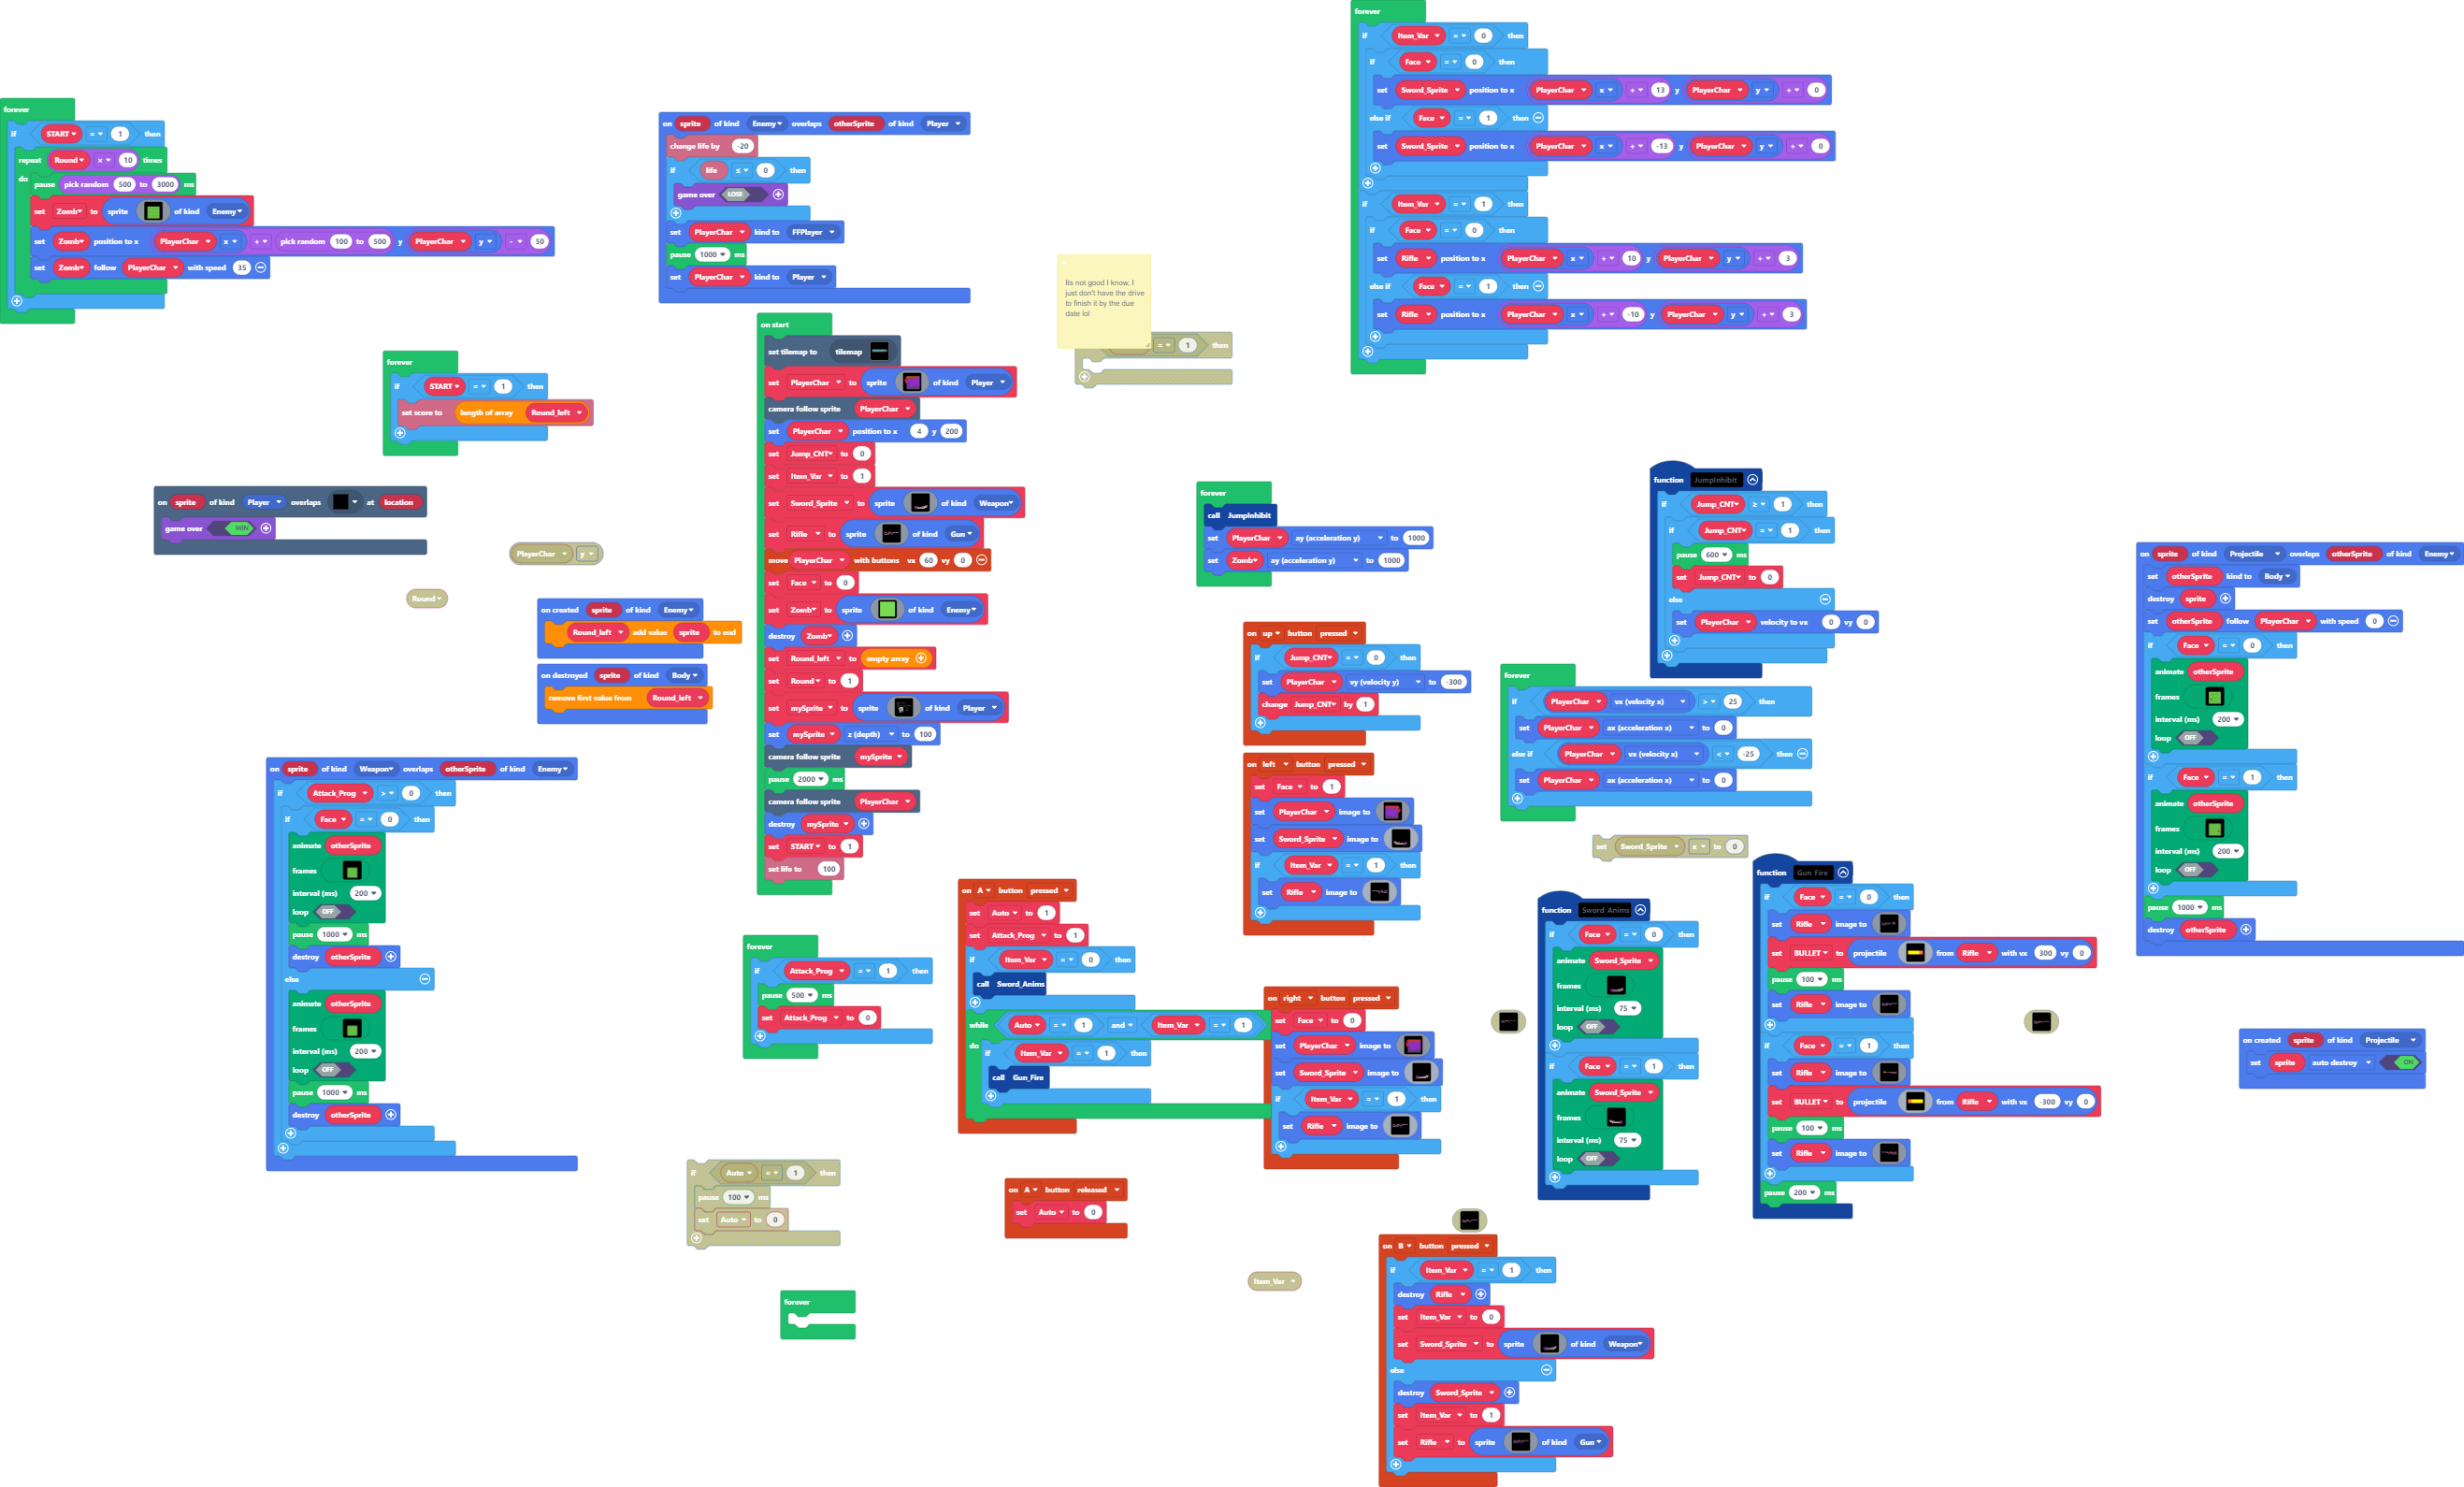 forever
if START = 1 then
repeat Round x 10 times
do
pause pick random 500 to 3000 ms
set Zomb to sprite of kind Enemy
set Zomb position to x PlayerChar x + pick random 100 to 500 y PlayerChar y - 50
set Zomb follow PlayerChar with speed 35
forever
if START = 1 then
set score to length of array Round_left
on sprite of kind Player overlaps at location
game over WIN
PlayerChar y
Round
on created sprite of kind Enemy
Round_left add value sprite to end
on destroyed sprite of kind Body
remove first value from Round_left
on sprite of kind Weapon overlaps otherSprite of kind Enemy
if Attack_Prog > 0 then
if Face = 0 then
animate otherSprite
frames
interval (ms) 200
loop OFF
pause 1000 ms
destroy otherSprite
else
animate otherSprite
frames
interval (ms) 200
loop OFF
pause 1000 ms
destroy otherSprite
on sprite of kind Enemy overlaps otherSprite of kind Player
change life by -20
if life ≤ 0 then
game over LOSE
set PlayerChar kind to FFPlayer
pause 1000 ms
set PlayerChar kind to Player
on start
set tilemap to tilemap
set PlayerChar to sprite of kind Player
camera follow sprite PlayerChar
set PlayerChar position to x 4 y 200
set Jump_CNT to 0
set Item_Var to 1
set Sword_Sprite to sprite of kind Weapon
set Rifle to sprite of kind Gun
move PlayerChar with buttons vx 60 vy 0
set Face to 0
set Zomb to sprite of kind Enemy
destroy Zomb
set Round_left to empty array
set Round to 1
set mySprite to sprite of kind Player
set mySprite z (depth) to 100
camera follow sprite mySprite
pause 2000 ms
camera follow sprite PlayerChar
destroy mySprite
set START to 1
set life to 100
forever
if Attack_Prog = 1 then
pause 500 ms
set Attack_Prog to 0
if Auto = 1 then
pause 100 ms
set Auto to 0
forever
Its not good I know, I
just don't have the drive
to finish it by the due
date lol
= 1 then
on A button pressed
set Auto to 1
set Attack_Prog to 1
if Item_Var = 0 then
call Sword_Anims
while Auto = 1 and Item_Var = 1
do
if Item_Var = 1 then
call Gun_Fire
on A button released
set Auto to 0
forever
if Item_Var = 0 then
if Face = 0 then
set Sword_Sprite position to x PlayerChar x + 13 y PlayerChar y + 0
else if Face = 1 then
set Sword_Sprite position to x PlayerChar x + -13 y PlayerChar y + 0
if Item_Var = 1 then
if Face = 0 then
set Rifle position to x PlayerChar x + 10 y PlayerChar y + 3
else if Face = 1 then
set Rifle position to x PlayerChar x + -10 y PlayerChar y + 3
forever
call JumpInhibit
set PlayerChar ay (acceleration y) to 1000
set Zomb ay (acceleration y) to 1000
on up button pressed
if Jump_CNT = 0 then
set PlayerChar vy (velocity y) to -300
change Jump_CNT by 1
on left button pressed
set Face to 1
set PlayerChar image to
set Sword_Sprite image to
if Item_Var = 1 then
set Rifle image to
on right button pressed
set Face to 0
set PlayerChar image to
set Sword_Sprite image to
if Item_Var = 1 then
set Rifle image to
Item_Var
on B button pressed
if Item_Var = 1 then
destroy Rifle
set Item_Var to 0
set Sword_Sprite to sprite of kind Weapon
else
destroy Sword_Sprite
set Item_Var to 1
set Rifle to sprite of kind Gun
function JumpInhibit
if Jump_CNT ≥ 1 then
if Jump_CNT = 1 then
pause 600 ms
set Jump_CNT to 0
else
set PlayerChar velocity to vx 0 vy 0
forever
if PlayerChar vx (velocity x) > 25 then
set PlayerChar ax (acceleration x) to 0
else if PlayerChar vx (velocity x) < -25 then
set PlayerChar ax (acceleration x) to 0
set Sword_Sprite x to 0
function Sword_Anims
if Face = 0 then
animate Sword_Sprite
frames
interval (ms) 75
loop OFF
if Face = 1 then
animate Sword_Sprite
frames
interval (ms) 75
loop OFF
function Gun_Fire
if Face = 0 then
set Rifle image to
set BULLET to projectile from Rifle with vx 300 vy 0
pause 100 ms
set Rifle image to
if Face = 1 then
set Rifle image to
set BULLET to projectile from Rifle with vx -300 vy 0
pause 100 ms
set Rifle image to
pause 200 ms
on sprite of kind Projectile overlaps otherSprite of kind Enemy
set otherSprite kind to Body
destroy sprite
set otherSprite follow PlayerChar with speed 0
if Face = 0 then
animate otherSprite
frames
interval (ms) 200
loop OFF
if Face = 1 then
animate otherSprite
frames
interval (ms) 200
loop OFF
pause 1000 ms
destroy otherSprite
on created sprite of kind Projectile
set sprite auto destroy ON